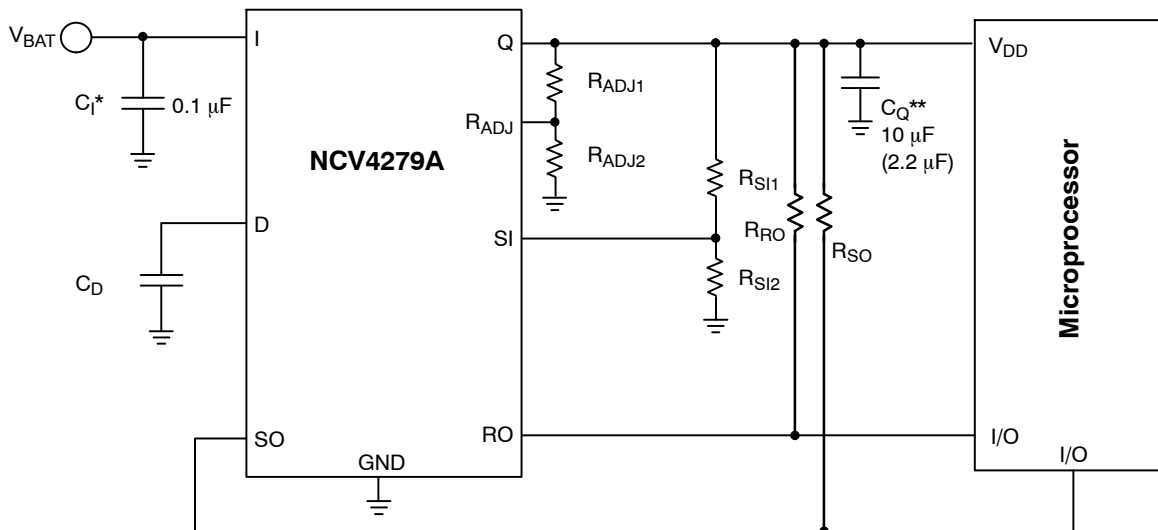 V_BAT
I
Q
V_DD
C_I*
0.1 μF
R_ADJ1
R_ADJ
R_ADJ2
C_Q**
10 μF
(2.2 μF)
NCV4279A
R_SI1
D
SI
R_RO
R_SO
C_D
R_SI2
Microprocessor
SO
RO
I/O
GND
I/O